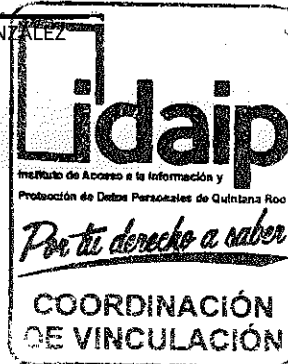 NZÁLEZ
idaip
Instituto de Acceso a la Información y
Protección de Datos Personales de Quintana Roo
Por tu derecho a saber
COORDINACIÓN
DE VINCULACIÓN